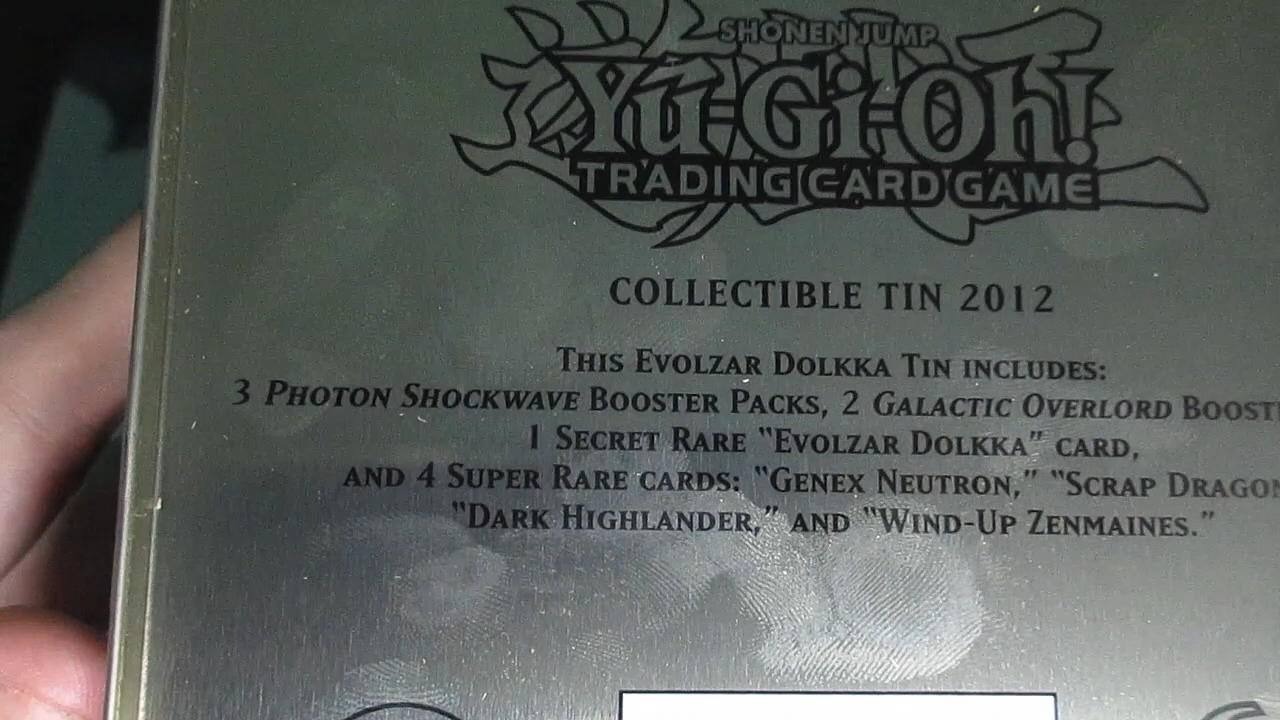 SHONEN JUMP
Yu-Gi-Oh!
TRADING CARD GAME
COLLECTIBLE TIN 2012
THIS EVOLZAR DOLKKA TIN INCLUDES:
3 PHOTON SHOCKWAVE BOOSTER PACKS, 2 GALACTIC OVERLORD BOOST
1 SECRET RARE "EVOLZAR DOLKKA" CARD,
AND 4 SUPER RARE CARDS: "GENEX NEUTRON," "SCRAP DRAGON
"DARK HIGHLANDER," AND "WIND-UP ZENMAINES."